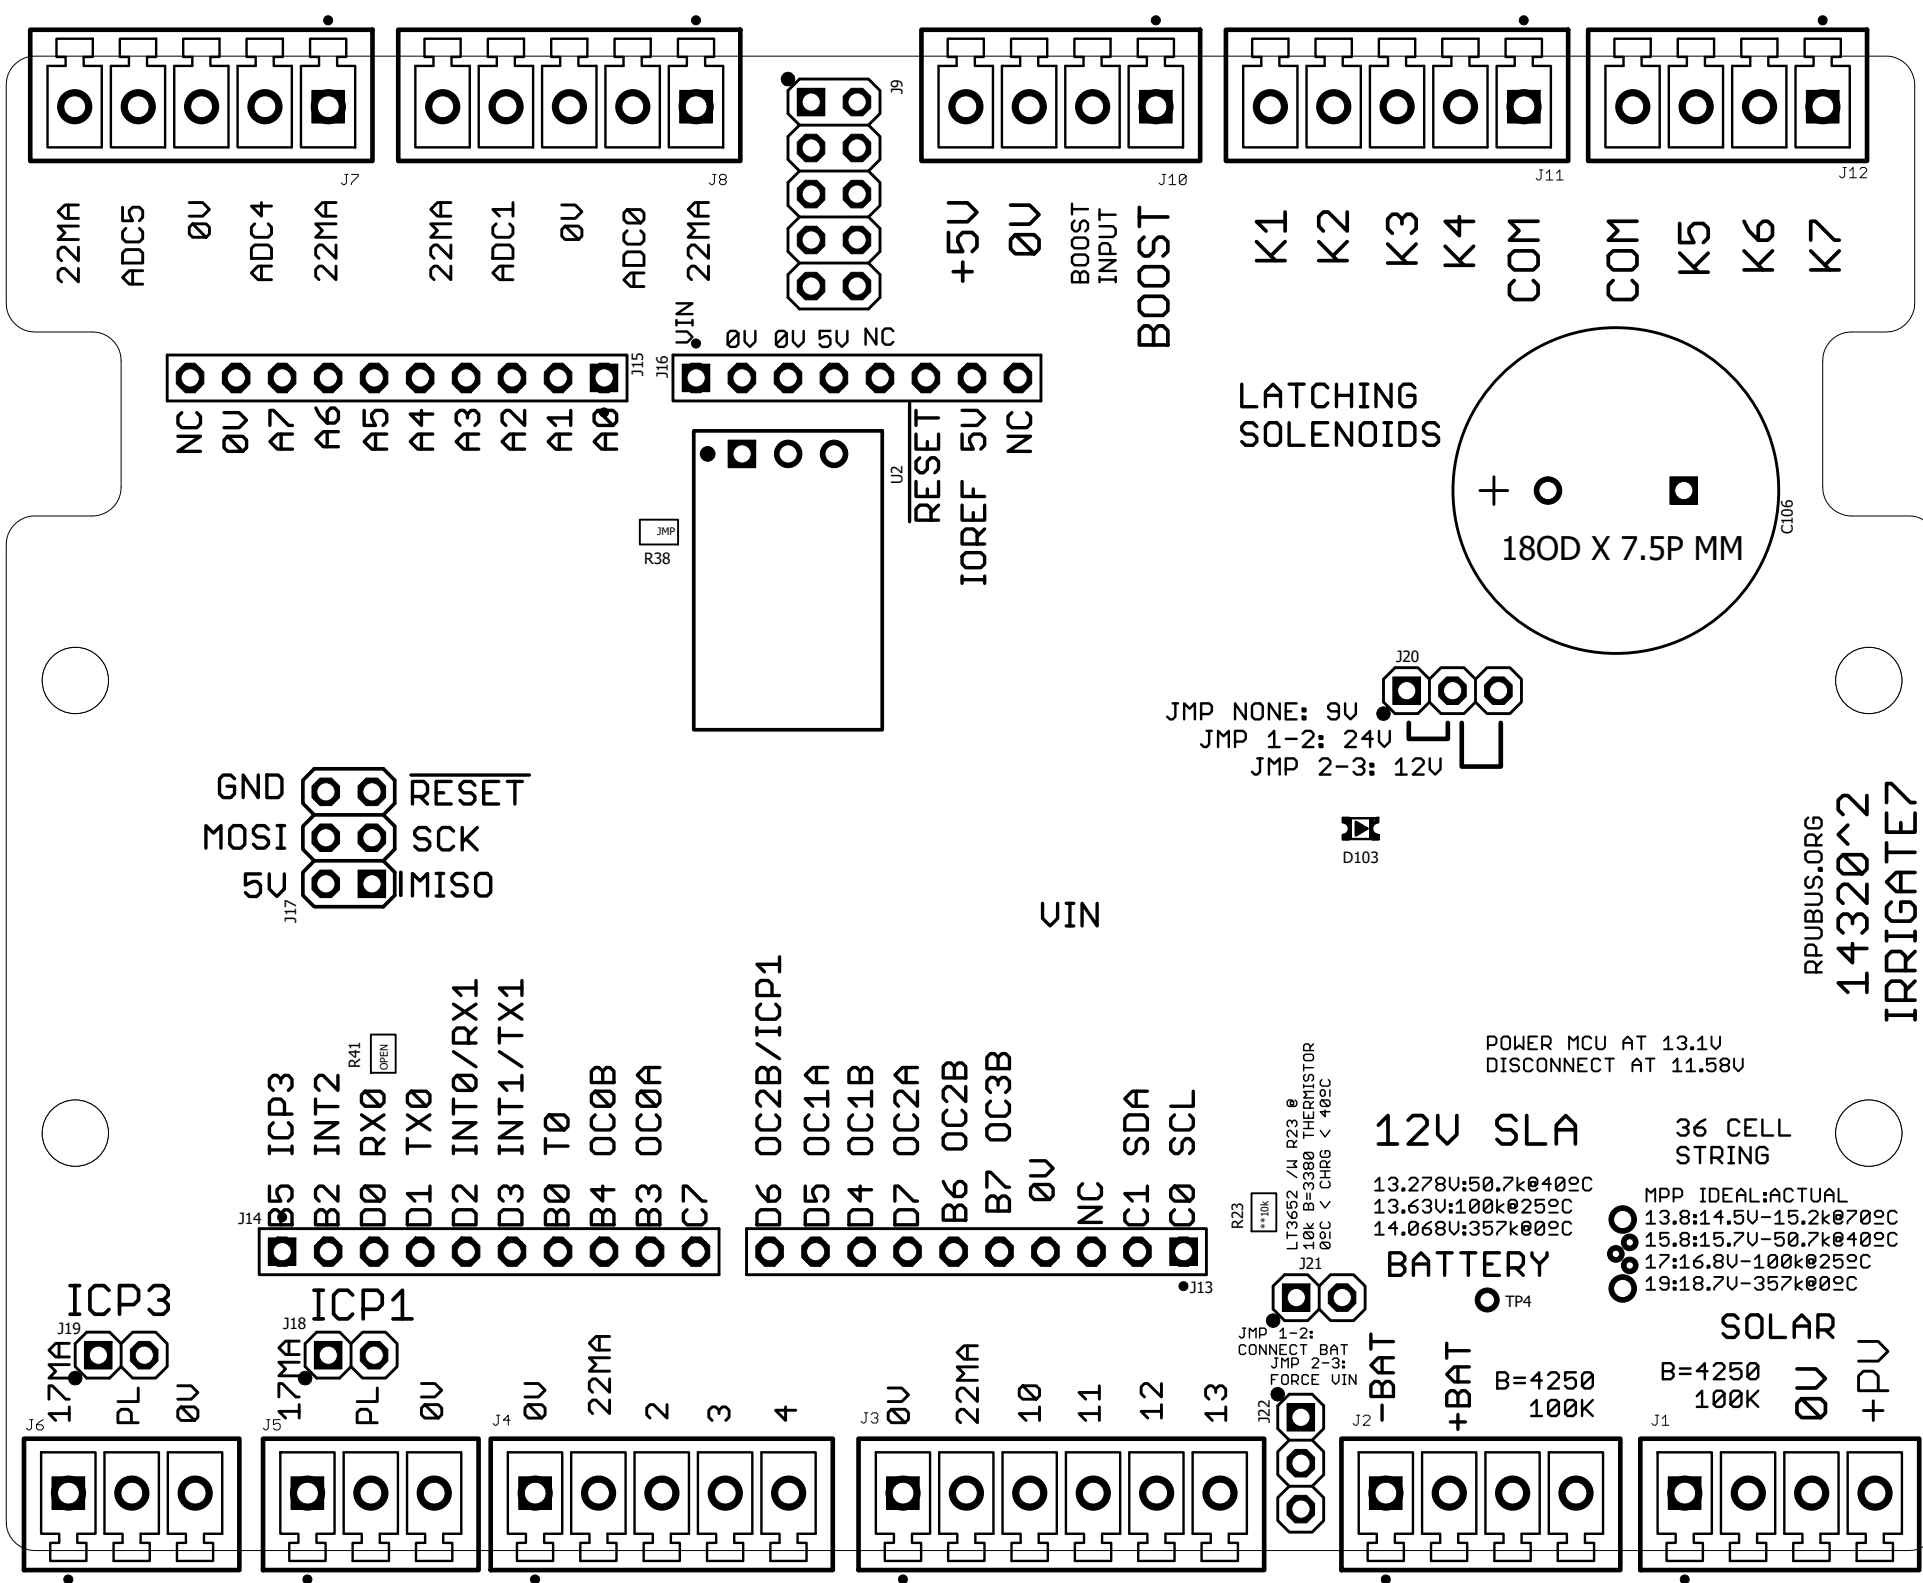 J7
J8
J9
J10
J11
J12
22MA
ADC5
0V
ADC4
22MA
22MA
ADC1
0V
ADC0
22MA
+5V
0V
BOOST
INPUT
BOOST
K1
K2
K3
K4
COM
COM
K5
K6
K7
VIN
0V
0V
5V
NC
J15
J16
NC
0V
A7
A6
A5
A4
A3
A2
A1
A0
RESET
IOREF
5V
NC
U2
JMP
R38
LATCHING
SOLENOIDS
+
18OD X 7.5P MM
C106
J20
JMP NONE: 9V
JMP 1-2: 24V
JMP 2-3: 12V
D103
GND
RESET
MOSI
SCK
5V
MISO
J17
VIN
RPUBUS.ORG
14320^2
IRRIGATE7
R41
OPEN
ICP3
INT2
RX0
TX0
INT0/RX1
INT1/TX1
T0
OC0B
OC0A
OC2B/ICP1
OC1A
OC1B
OC2A
OC2B
OC3B
SDA
SCL
J14
B5
B2
D0
D1
D2
D3
B0
B4
B3
C7
D6
D5
D4
D7
B6
B7
0V
NC
C1
C0
J13
R23
**10k
LT3652 /W R23 @
10k B=3380 THERMISTOR
0ºC < CHRG < 40ºC
POWER MCU AT 13.1V
DISCONNECT AT 11.58V
12V SLA
13.278V:50.7k@40ºC
13.63V:100k@25ºC
14.068V:357k@0ºC
BATTERY
TP4
36 CELL
STRING
MPP IDEAL:ACTUAL
13.8:14.5V-15.2k@70ºC
15.8:15.7V-50.7k@40ºC
17:16.8V-100k@25ºC
19:18.7V-357k@0ºC
SOLAR
J21
JMP 1-2:
CONNECT BAT
JMP 2-3:
FORCE VIN
J22
ICP3
J19
ICP1
J18
17MA
PL
0V
17MA
PL
0V
0V
22MA
2
3
4
0V
22MA
10
11
12
13
-BAT
+BAT
B=4250
100K
B=4250
100K
0V
+PV
J6
J5
J4
J3
J2
J1